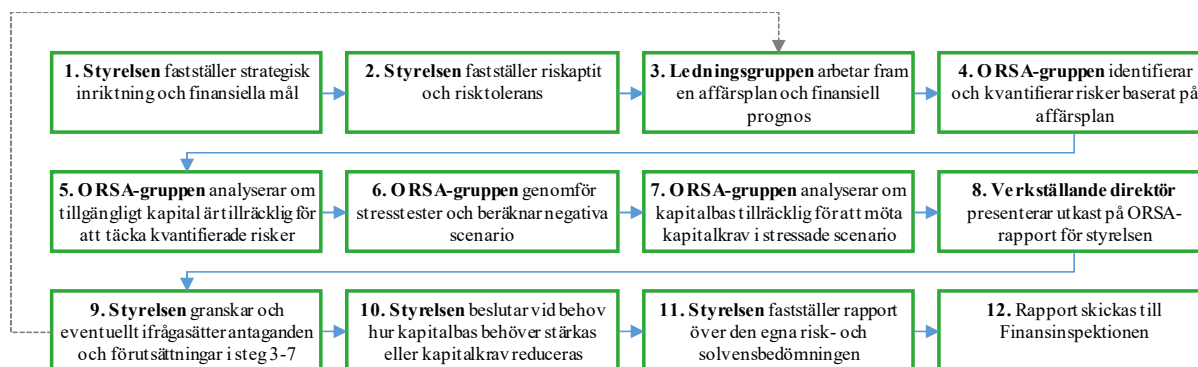 1. Styrelsen fastställer strategisk
inriktning och finansiella mål
2. Styrelsen fastställer riskaptit
och risktolerans
3. Ledningsgruppen arbetar fram
en affärsplan och finansiell
prognos
4. ORSA-gruppen identifierar
och kvantifierar risker baserat på
affärsplan
5. ORSA-gruppen analyserar om
tillgängligt kapital är tillräcklig för
att täcka kvantifierade risker
6. ORSA-gruppen genomför
stresstester och beräknar negativa
scenario
7. ORSA-gruppen analyserar om
kapitalbas tillräcklig för att möta
kapitalkrav i stressade scenario
8. Verkställande direktör
presenterar utkast på ORSA-
rapport för styrelsen
9. Styrelsen granskar och
eventuellt ifrågasätter antaganden
och förutsättningar i steg 3-7
10. Styrelsen beslutar vid behov
hur kapitalbas behöver stärkas
eller kapitalkrav reduceras
11. Styrelsen fastställer rapport
över den egna risk- och
solvensbedömningen
12. Rapport skickas till
Finansinspektionen